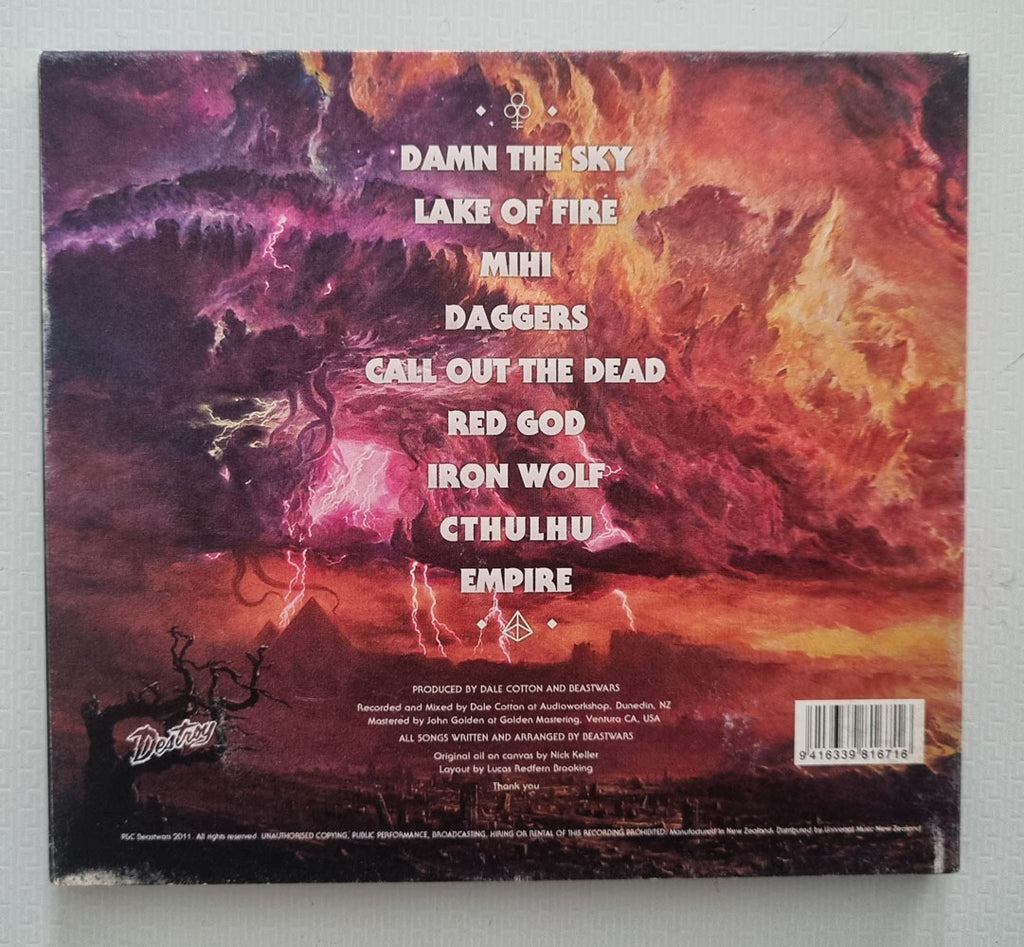 DAMN THE SKY
LAKE OF FIRE
MIHI
DAGGERS
CALL OUT THE DEAD
RED GOD
IRON WOLF
CTHULHU
EMPIRE
PRODUCED BY DALE COTTON AND BEASTWARS
Recorded and Mixed by Dale Cotton at Audioworkshop, Dunedin, NZ
Mastered by John Golden at Golden Mastering, Ventura CA, USA
ALL SONGS WRITTEN AND ARRANGED BY BEASTWARS
Original oil on canvas by Nick Keller
Layout by Lucas Redfern Brooking
Thank you
Destroy
9 416339 816716
P&C Beastwars 2011. All rights reserved. UNAUTHORISED COPYING, PUBLIC PERFORMANCE, BROADCASTING, HIRING OR RENTAL OF THIS RECORDING PROHIBITED. Manufactured in New Zealand. Distributed by Universal Music New Zealand